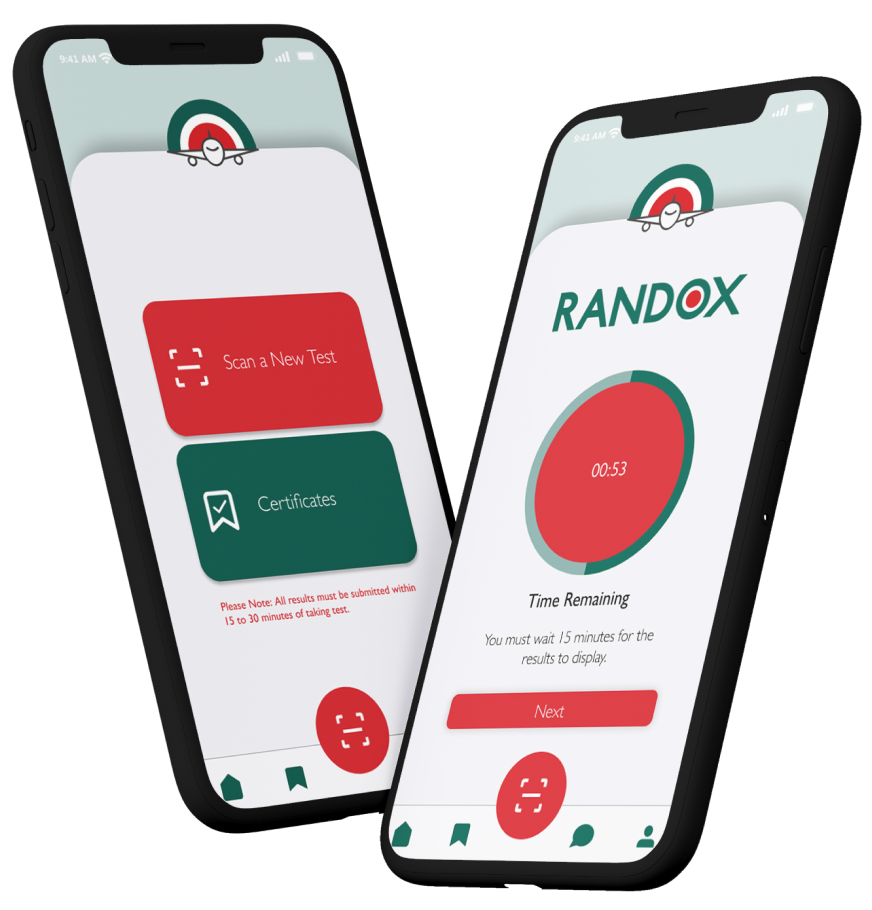 9:41 AM
Scan a New Test
Certificates
Please Note: All results must be submitted within
15 to 30 minutes of taking test.
9:41 AM
RANDOX
00:53
Time Remaining
You must wait 15 minutes for the
results to display.
Next